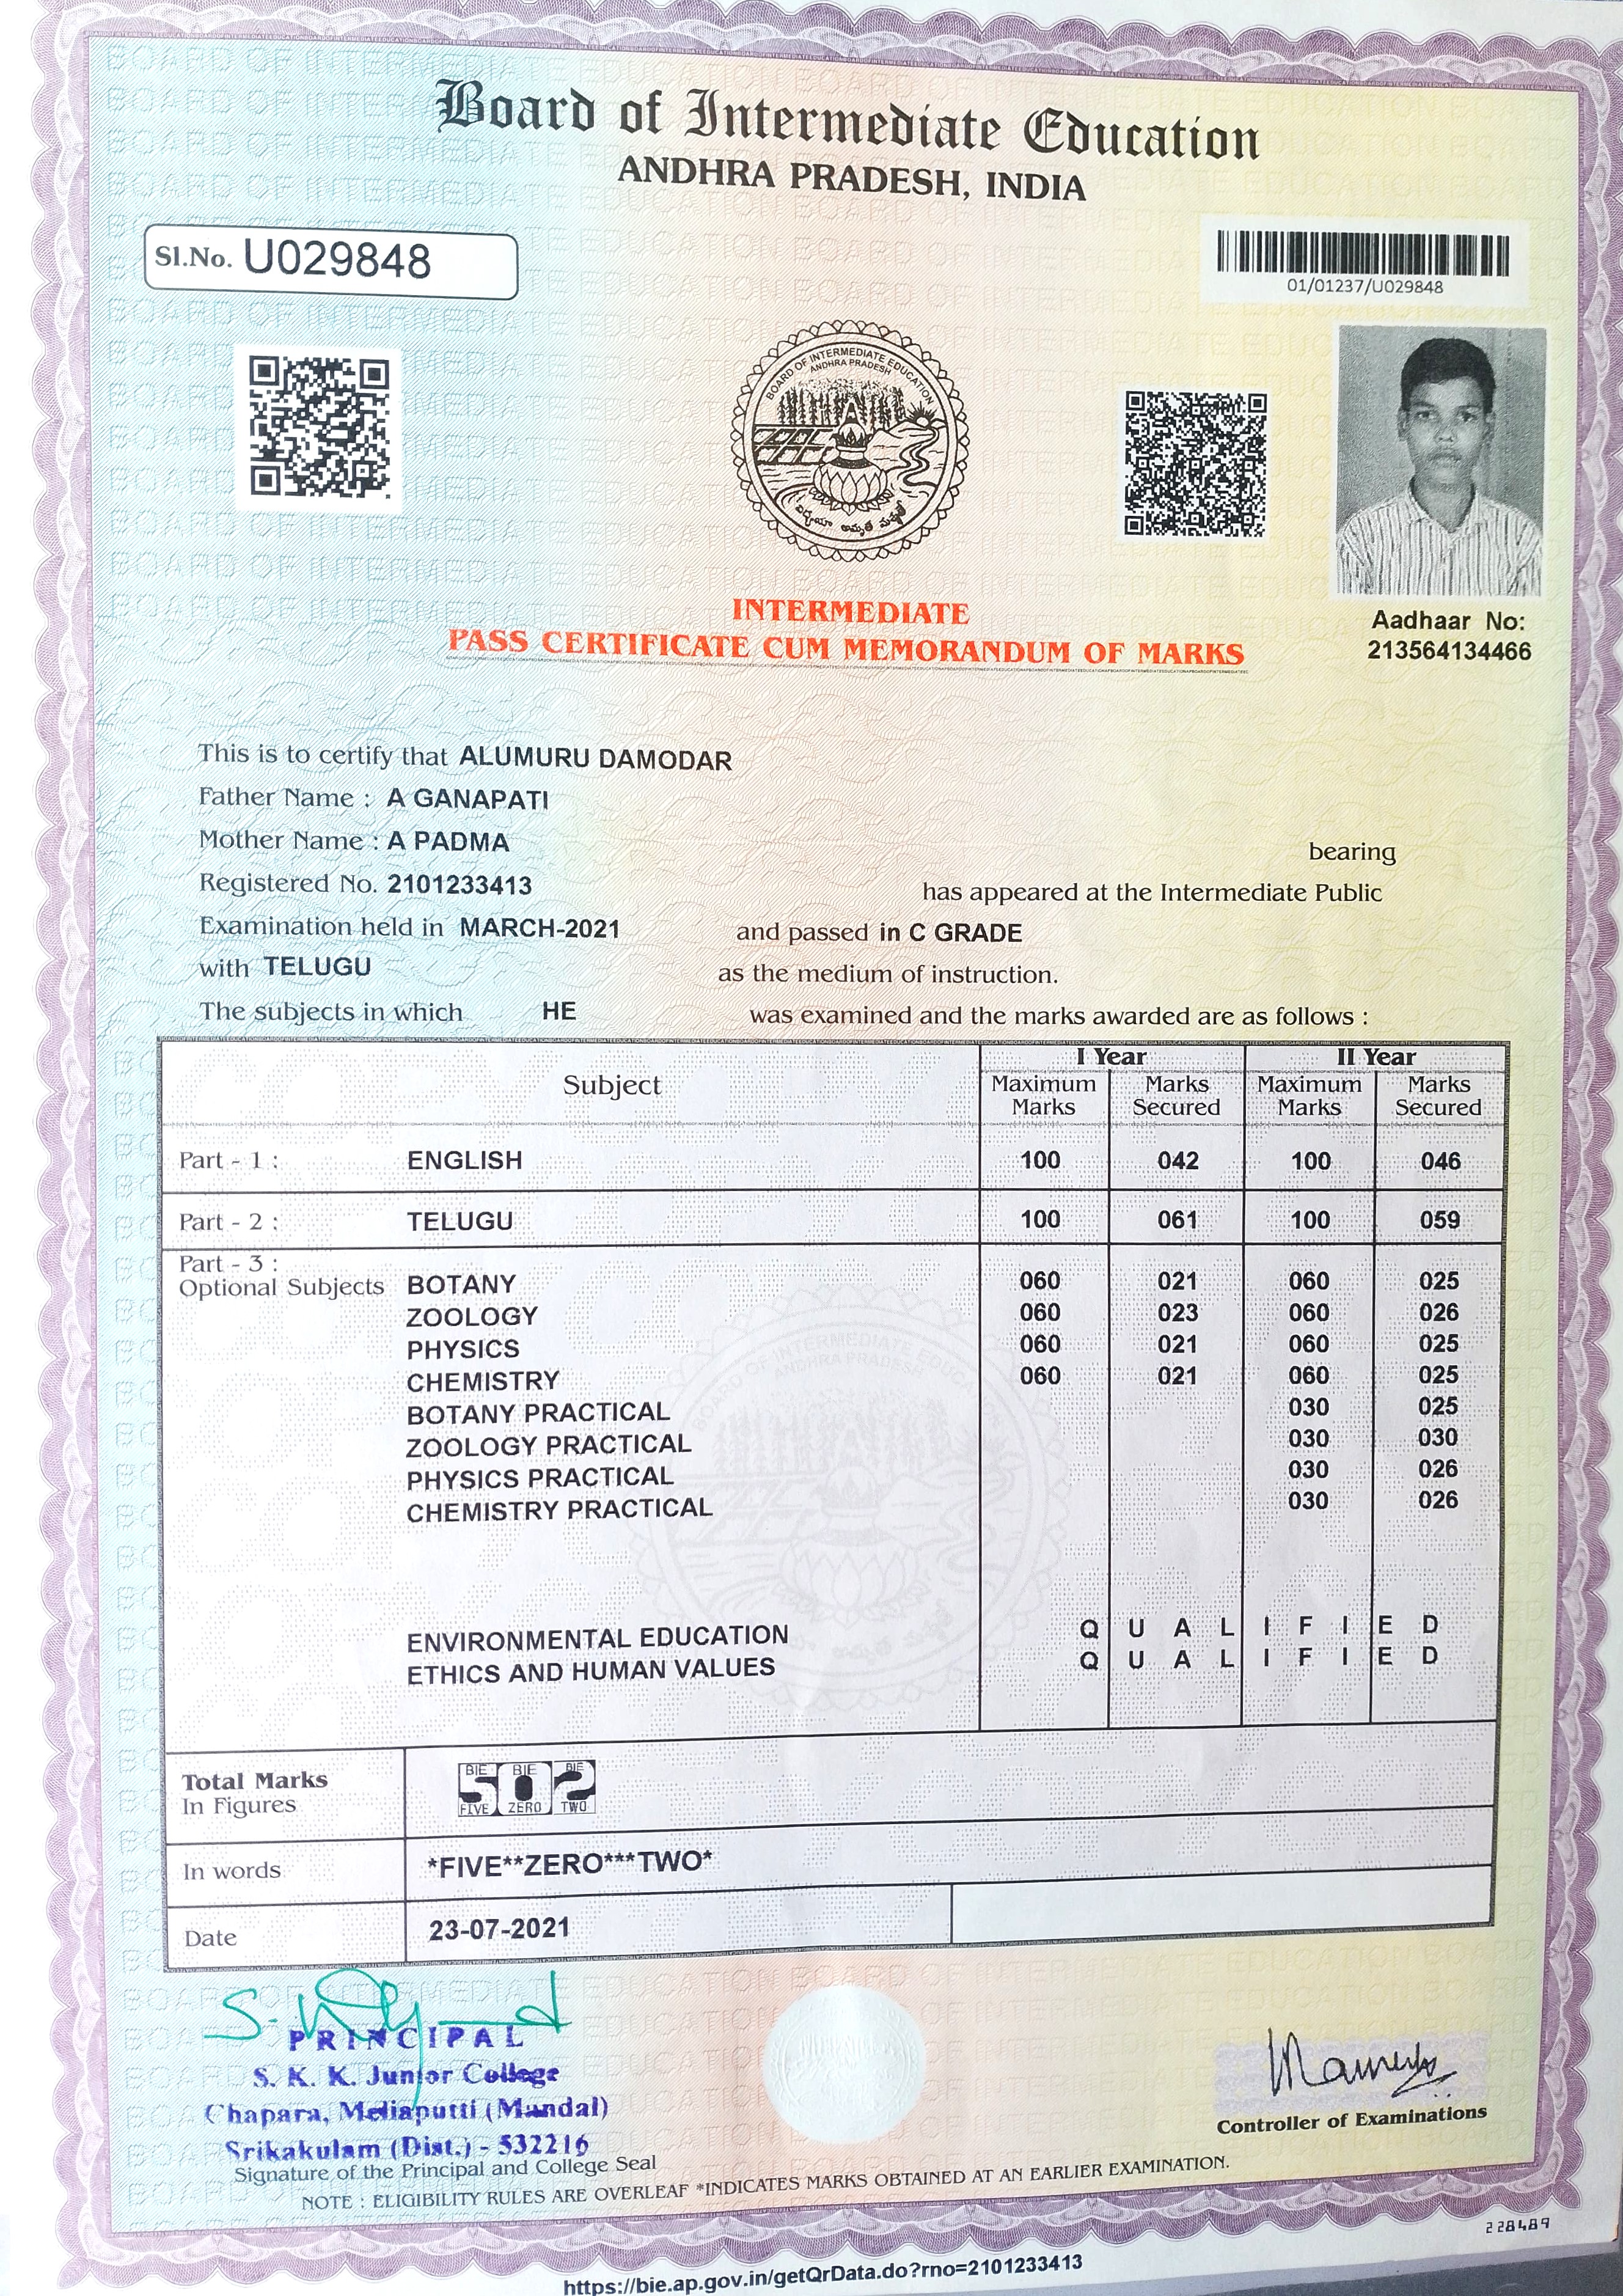 Board of Intermediate Education
ANDHRA PRADESH, INDIA
Sl.No. U029848
01/01237/U029848
BOARD OF INTERMEDIATE EDUCATION
ANDHRA PRADESH
INTERMEDIATE
PASS CERTIFICATE CUM MEMORANDUM OF MARKS
Aadhaar No:
213564134466
This is to certify that ALUMURU DAMODAR
Father Name : A GANAPATI
Mother Name : A PADMA
bearing
Registered No. 2101233413 has appeared at the Intermediate Public
Examination held in MARCH-2021 and passed in C GRADE
with TELUGU as the medium of instruction.
The subjects in which HE was examined and the marks awarded are as follows :
Subject I Year II Year
Maximum Marks Marks Secured Maximum Marks Marks Secured
Part - 1 : ENGLISH 100 042 100 046
Part - 2 : TELUGU 100 061 100 059
Part - 3 :
Optional Subjects BOTANY 060 021 060 025
ZOOLOGY 060 023 060 026
PHYSICS 060 021 060 025
CHEMISTRY 060 021 060 025
BOTANY PRACTICAL 030 025
ZOOLOGY PRACTICAL 030 030
PHYSICS PRACTICAL 030 026
CHEMISTRY PRACTICAL 030 026
ENVIRONMENTAL EDUCATION Q U A L I F I E D
ETHICS AND HUMAN VALUES Q U A L I F I E D
Total Marks
In Figures
BIE BIE BIE
502
FIVE ZERO TWO
In words *FIVE**ZERO***TWO*
Date 23-07-2021
PRINCIPAL
S. K. K. Junior College
Chapara, Meliaputti (Mandal)
Srikakulam (Dist.) - 532216
Signature of the Principal and College Seal
Controller of Examinations
NOTE : ELIGIBILITY RULES ARE OVERLEAF *INDICATES MARKS OBTAINED AT AN EARLIER EXAMINATION.
228489
https://bie.ap.gov.in/getQrData.do?rno=2101233413